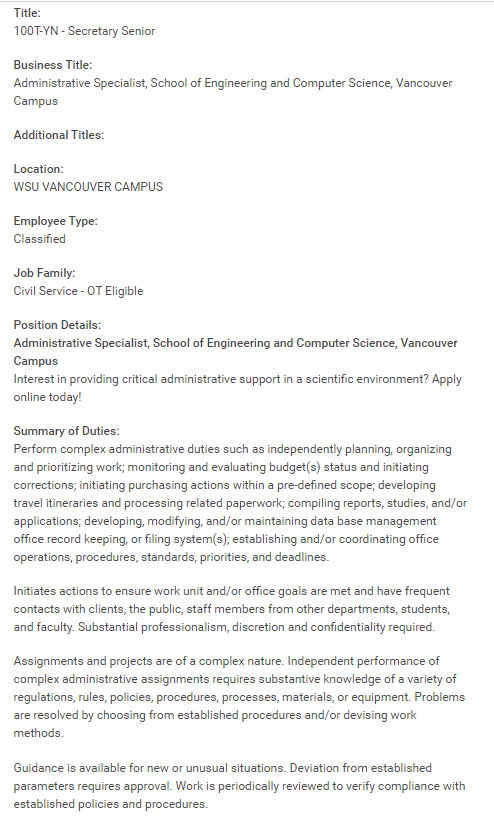 Title:
100T-YN - Secretary Senior
Business Title:
Administrative Specialist, School of Engineering and Computer Science, Vancouver
Campus
Additional Titles:
Location:
WSU VANCOUVER CAMPUS
Employee Type:
Classified
Job Family:
Civil Service - OT Eligible
Position Details:
Administrative Specialist, School of Engineering and Computer Science, Vancouver
Campus
Interest in providing critical administrative support in a scientific environment? Apply
online today!
Summary of Duties:
Perform complex administrative duties such as independently planning, organizing
and prioritizing work; monitoring and evaluating budget(s) status and initiating
corrections; initiating purchasing actions within a pre-defined scope; developing
travel itineraries and processing related paperwork; compiling reports, studies, and/or
applications; developing, modifying, and/or maintaining data base management
office record keeping, or filing system(s); establishing and/or coordinating office
operations, procedures, standards, priorities, and deadlines.
Initiates actions to ensure work unit and/or office goals are met and have frequent
contacts with clients, the public, staff members from other departments, students,
and faculty. Substantial professionalism, discretion and confidentiality required.
Assignments and projects are of a complex nature. Independent performance of
complex administrative assignments requires substantive knowledge of a variety of
regulations, rules, policies, procedures, processes, materials, or equipment. Problems
are resolved by choosing from established procedures and/or devising work
methods.
Guidance is available for new or unusual situations. Deviation from established
parameters requires approval. Work is periodically reviewed to verify compliance with
established policies and procedures.